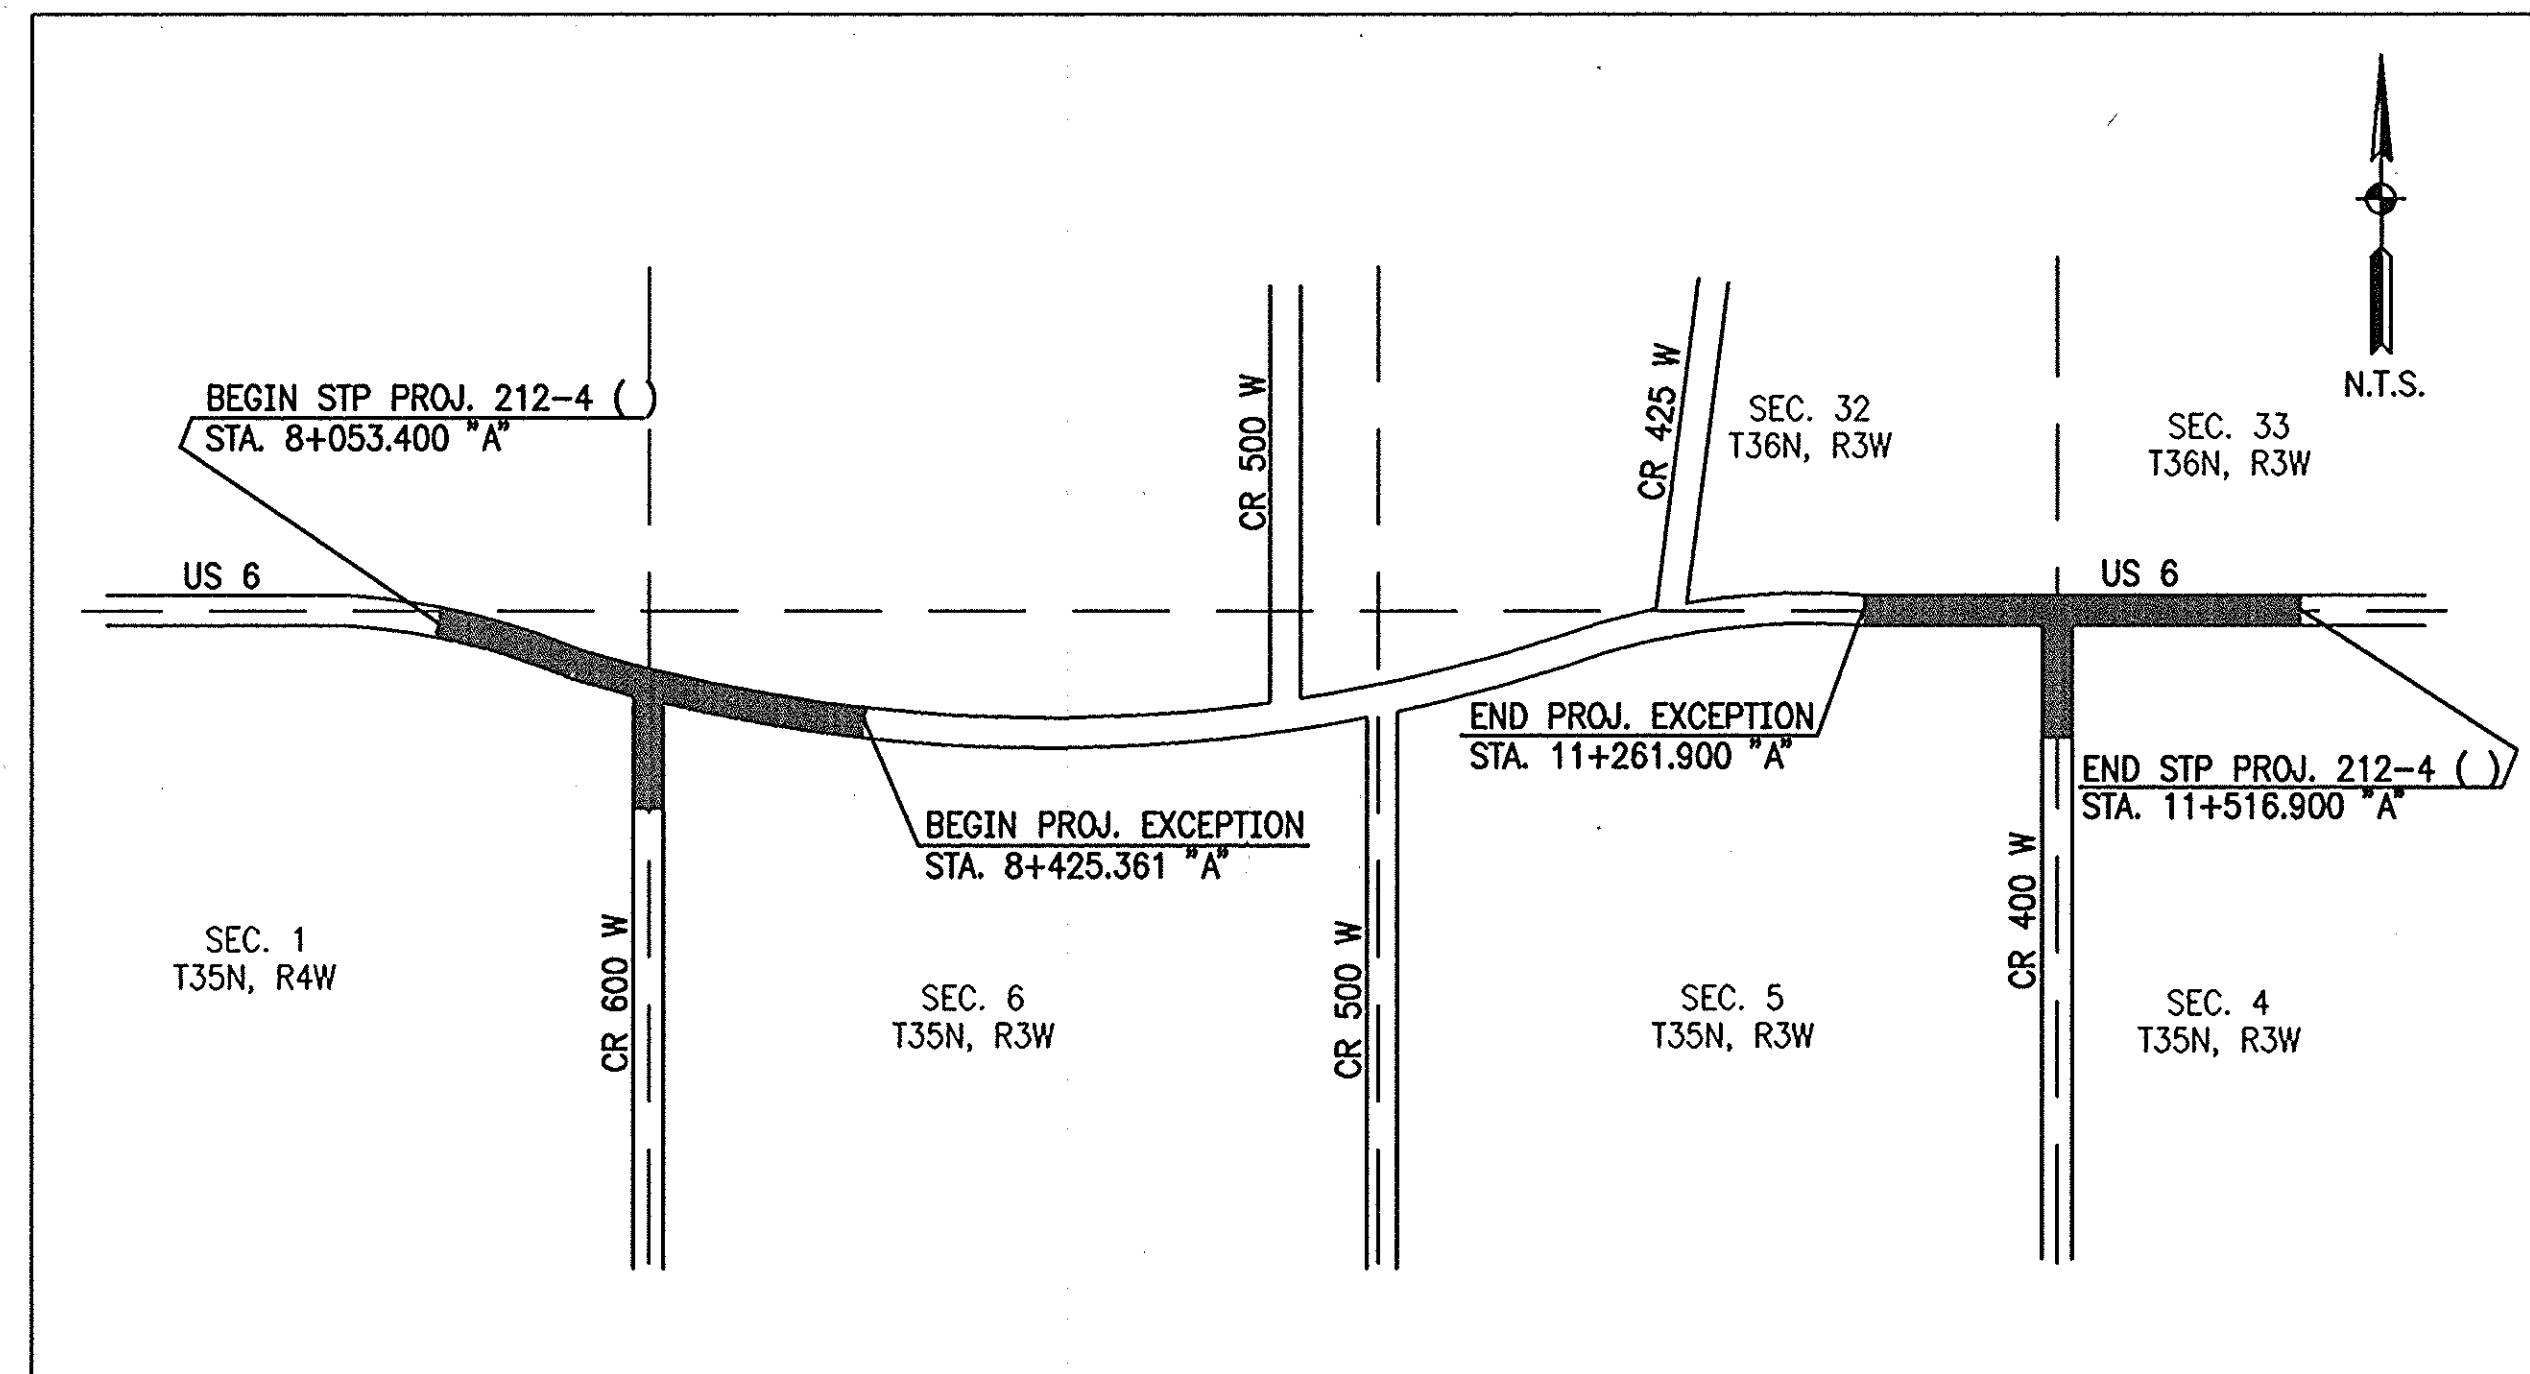 N.T.S.
BEGIN STP PROJ. 212-4 ( )
STA. 8+053.400 "A"
CR 500 W
CR 425 W
SEC. 32
T36N, R3W
SEC. 33
T36N, R3W
US 6
US 6
END PROJ. EXCEPTION
STA. 11+261.900 "A"
END STP PROJ. 212-4 ( )
STA. 11+516.900 "A"
BEGIN PROJ. EXCEPTION
STA. 8+425.361 "A"
SEC. 1
T35N, R4W
CR 600 W
SEC. 6
T35N, R3W
CR 500 W
SEC. 5
T35N, R3W
CR 400 W
SEC. 4
T35N, R3W